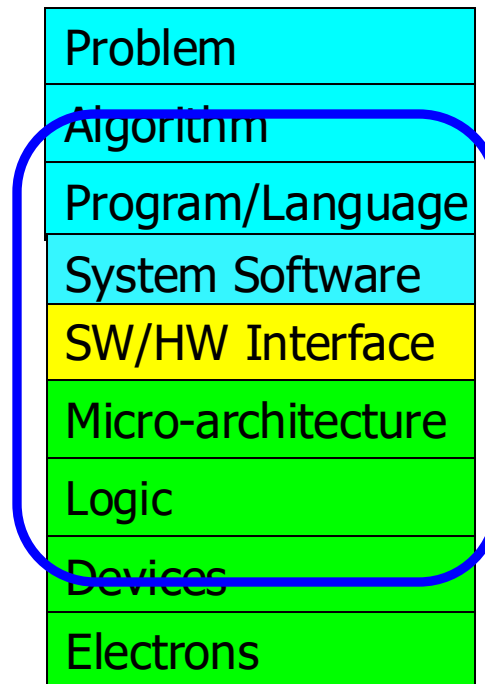 Problem
Algorithm
Program/Language
System Software
SW/HW Interface
Micro-architecture
Logic
Devices
Electrons